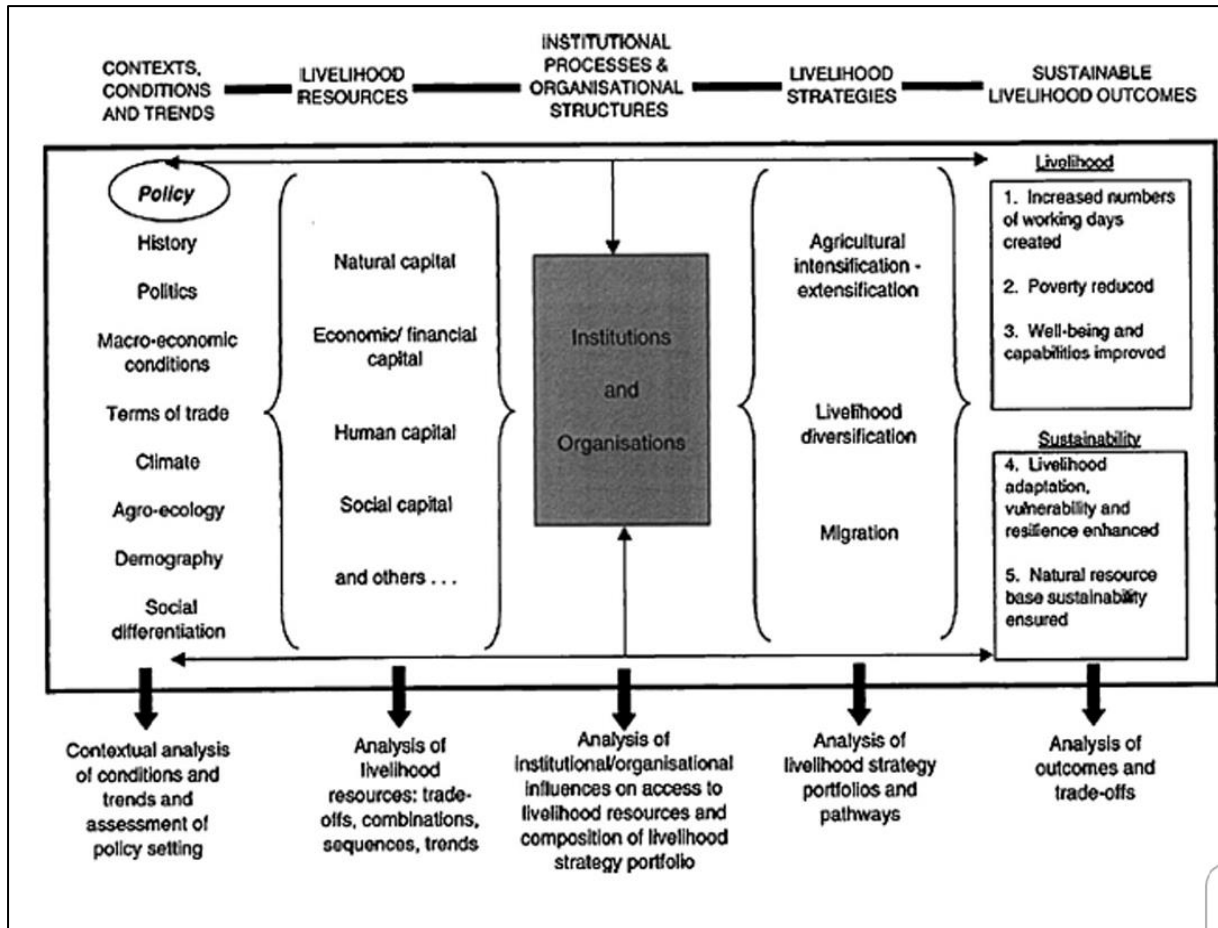 CONTEXTS,
CONDITIONS
AND TRENDS
LIVELIHOOD
RESOURCES
INSTITUTIONAL
PROCESSES &
ORGANISATIONAL
STRUCTURES
LIVELIHOOD
STRATEGIES
SUSTAINABLE
LIVELIHOOD OUTCOMES
Policy
History
Politics
Macro-economic
conditions
Terms of trade
Climate
Agro-ecology
Demography
Social
differentiation
Natural capital
Economic/ financial
capital
Human capital
Social capital
and others . . .
Institutions
and
Organisations
Agricultural
intensification -
extensification
Livelihood
diversification
Migration
Livelihood
1. Increased numbers
of working days
created
2. Poverty reduced
3. Well-being and
capabilities improved
Sustainability
4. Livelihood
adaptation,
vulnerability and
resilience enhanced
5. Natural resource
base sustainability
ensured
Contextual analysis
of conditions and
trends and
assessment of
policy setting
Analysis of
livelihood
resources: trade-
offs, combinations,
sequences, trends
Analysis of
institutional/organisational
influences on access to
livelihood resources and
composition of livelihood
strategy portfolio
Analysis of
livelihood strategy
portfolios and
pathways
Analysis of
outcomes and
trade-offs